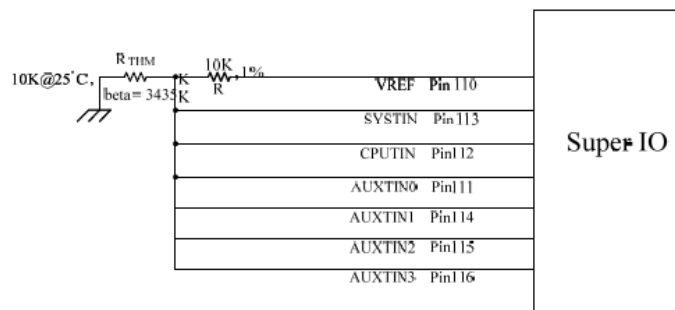 R THM
10K
10K@25°C,
,1%
K
R
beta = 3435
K
VREF Pin 110
SYSTIN Pin 113
Super IO
CPUTIN Pin112
AUXTIN0 Pin111
AUXTIN1 Pin114
AUXTIN2 Pin115
AUXTIN3 Pin116